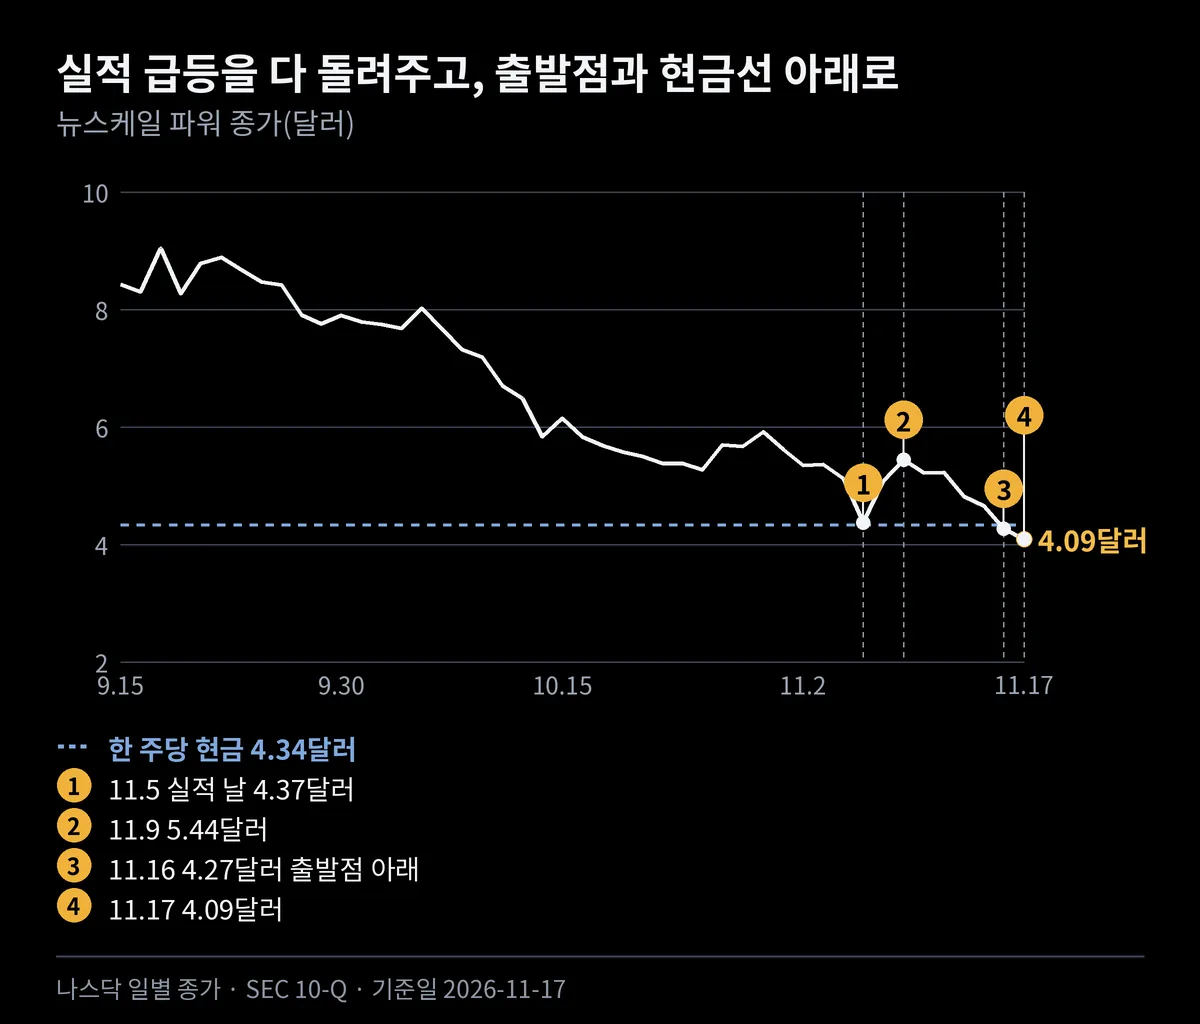 실적 급등을 다 돌려주고, 출발점과 현금선 아래로
뉴스케일 파워 종가(달러)
10
8
6
4
2
1
2
3
4
4.09달러
9.15
9.30
10.15
11.2
11.17
한 주당 현금 4.34달러
1 11.5 실적 날 4.37달러
2 11.9 5.44달러
3 11.16 4.27달러 출발점 아래
4 11.17 4.09달러
나스닥 일별 종가 · SEC 10-Q · 기준일 2026-11-17